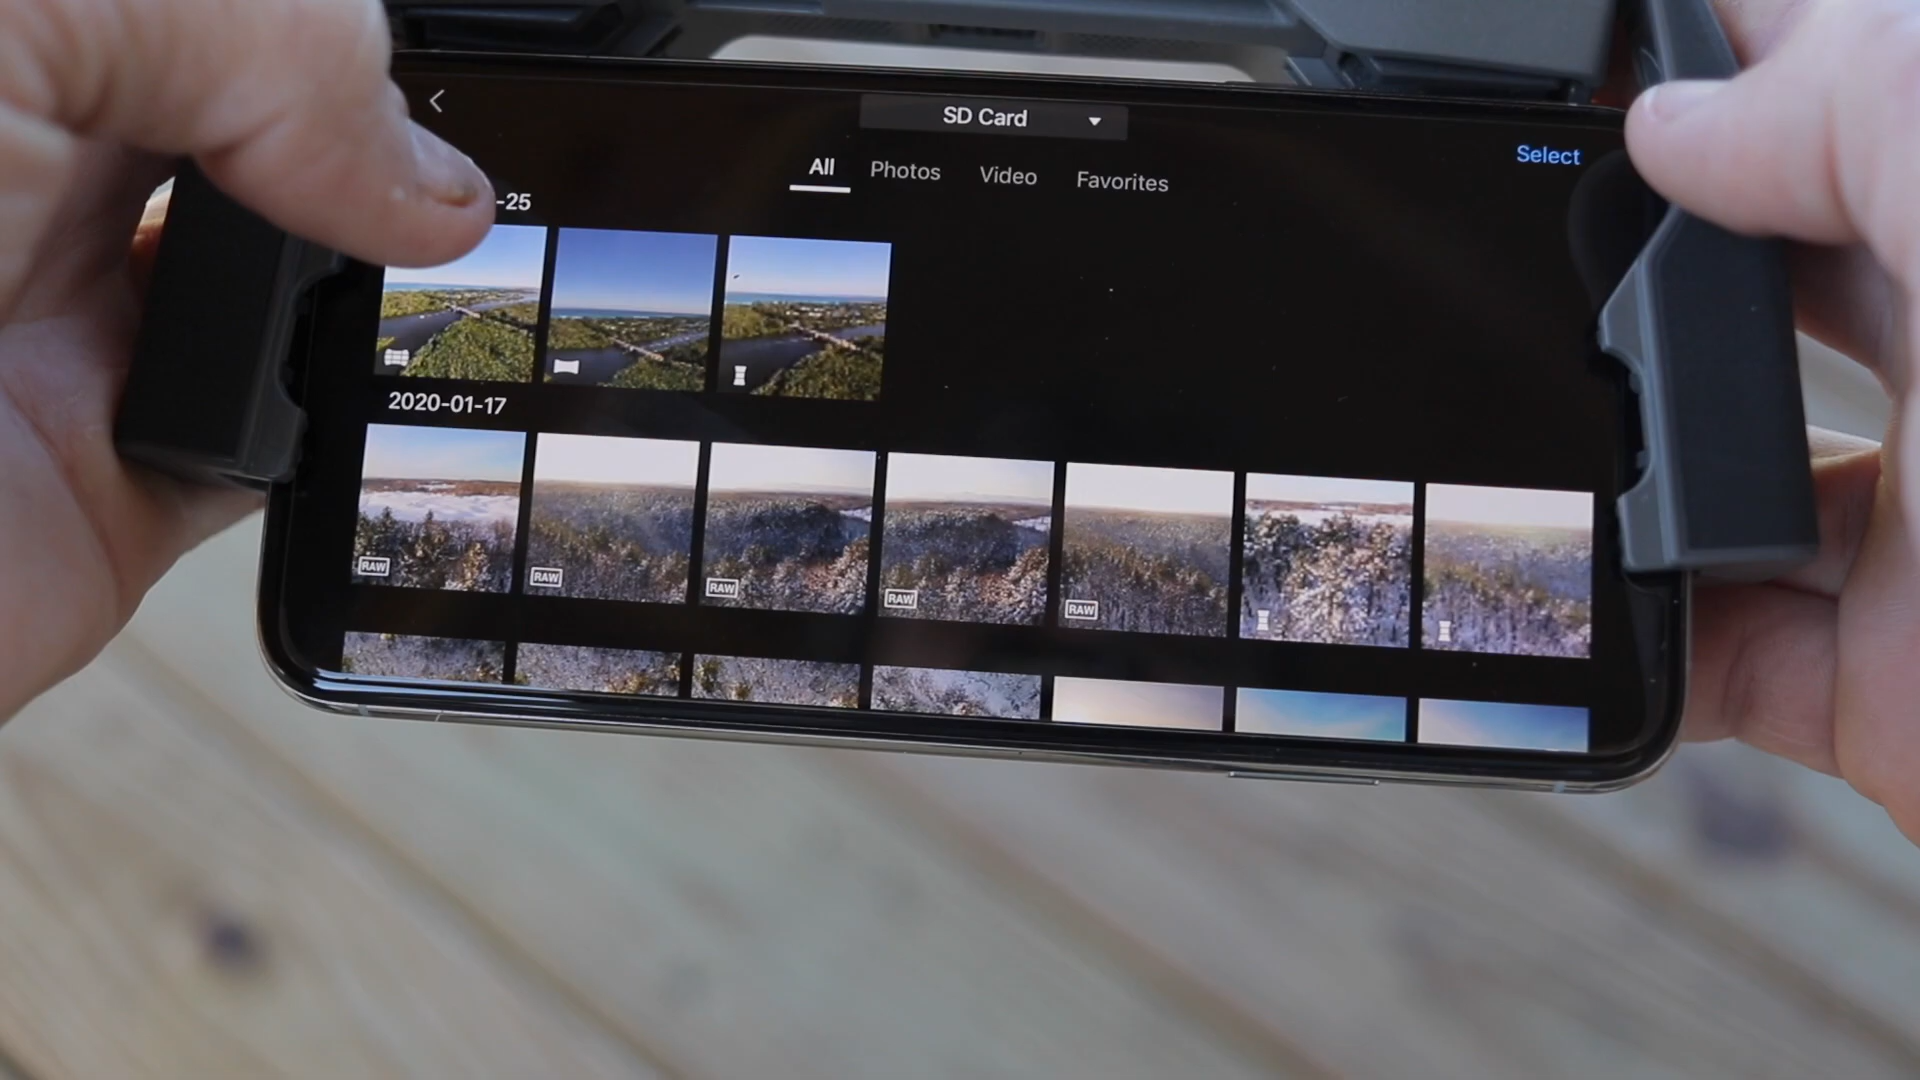 SD Card
Select
All Photos Video Favorites
-25
2020-01-17
RAW RAW RAW RAW RAW